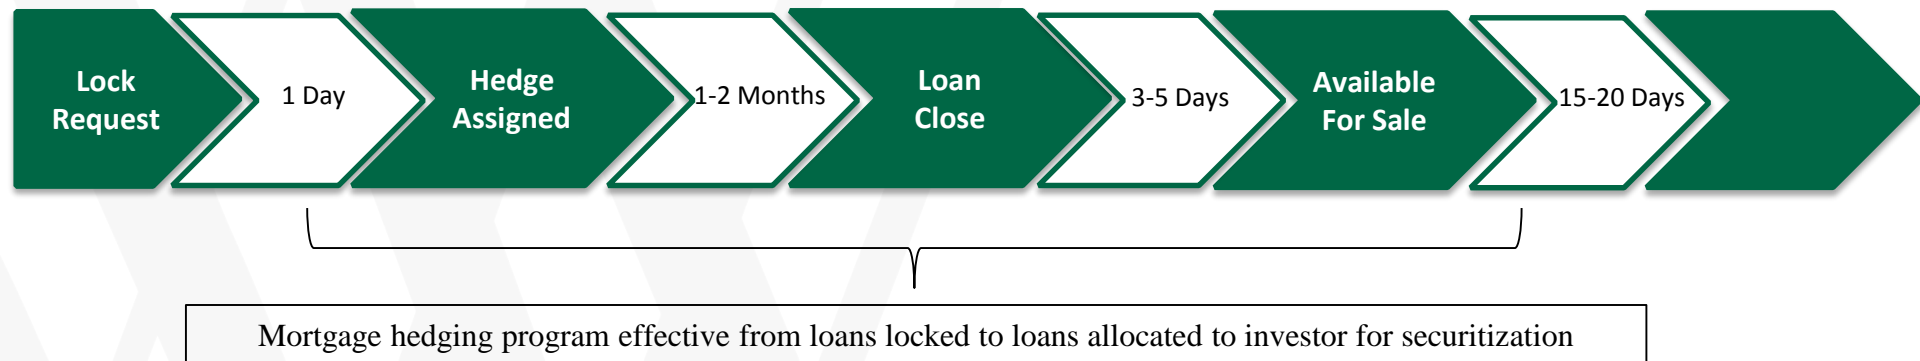 Lock
Request
1 Day
Hedge
Assigned
1-2 Months
Loan
Close
3-5 Days
Available
For Sale
15-20 Days
Mortgage hedging program effective from loans locked to loans allocated to investor for securitization